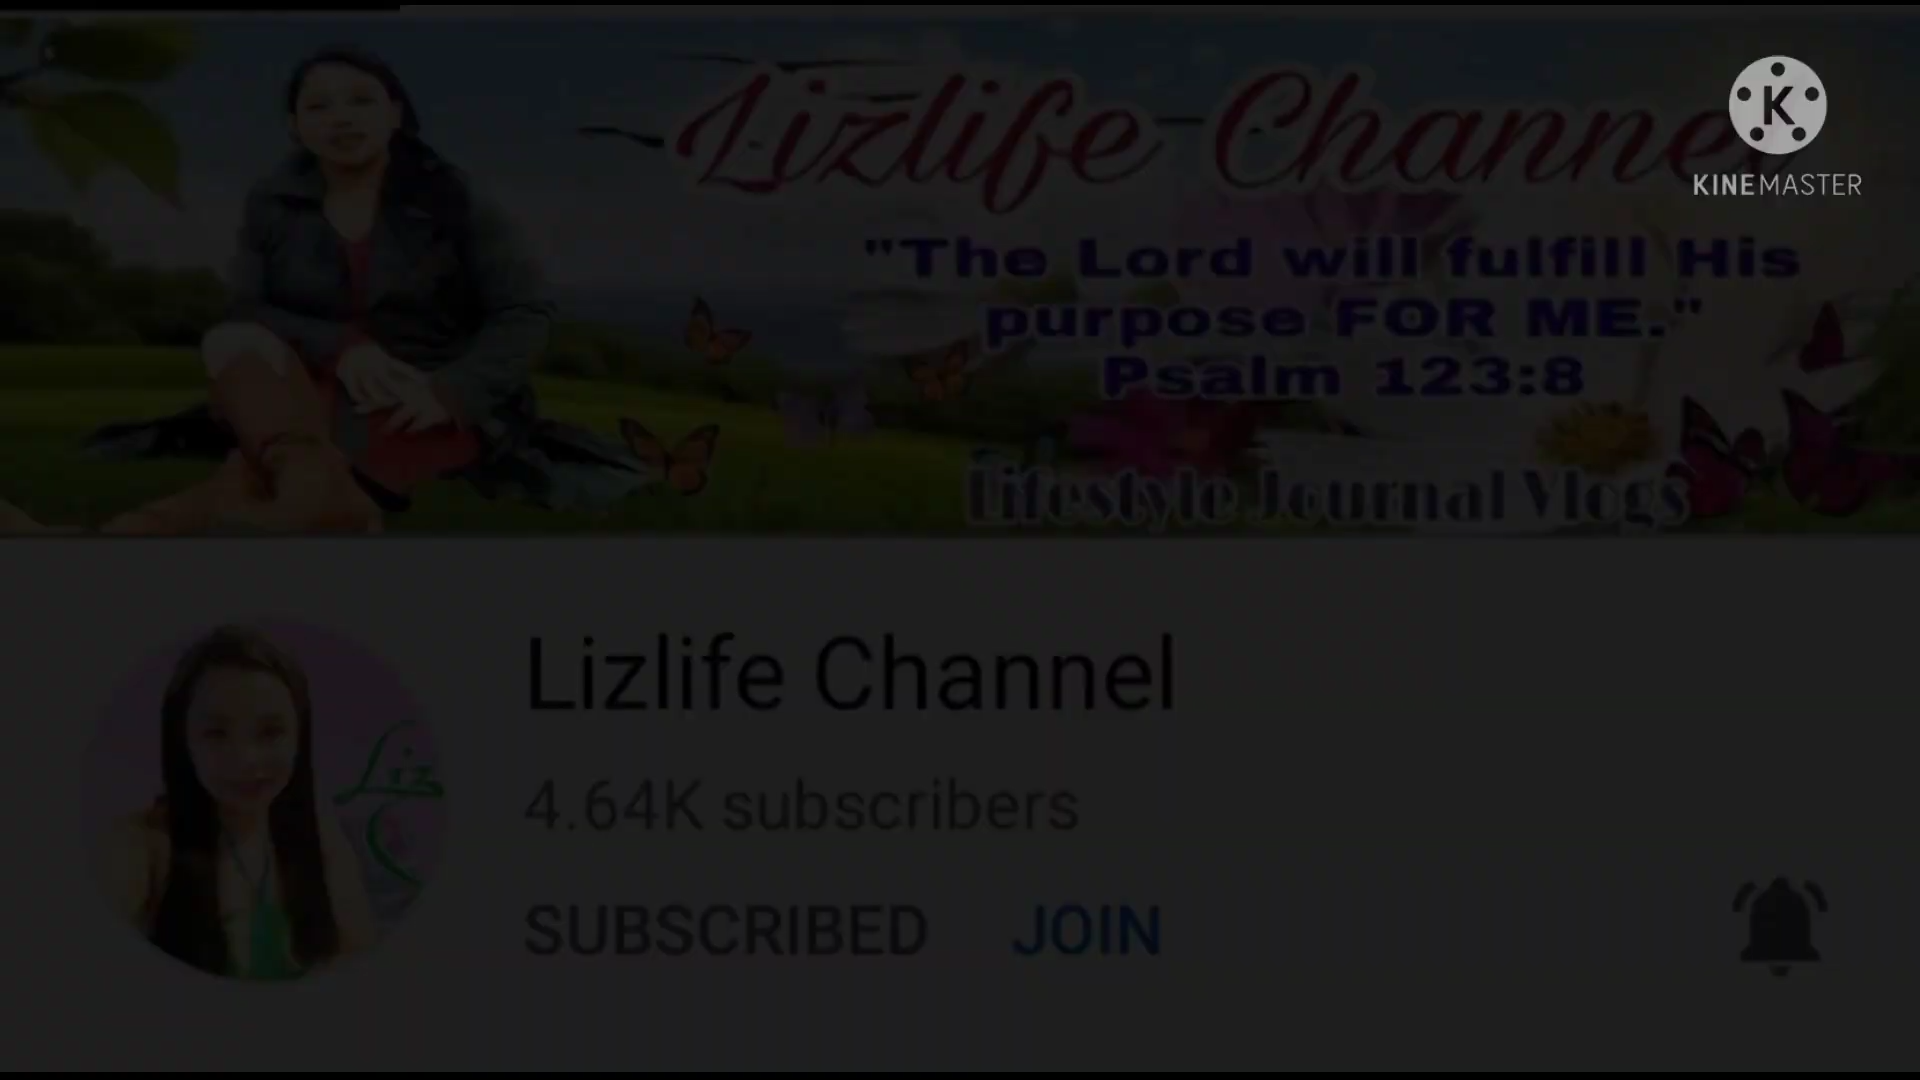 Lizlife Channel
KINEMASTER
"The Lord will fulfill His
purpose FOR ME."
Psalm 123:8
Lifestyle Journal Vlogs
Lizlife Channel
Liz
4.64K subscribers
SUBSCRIBED JOIN